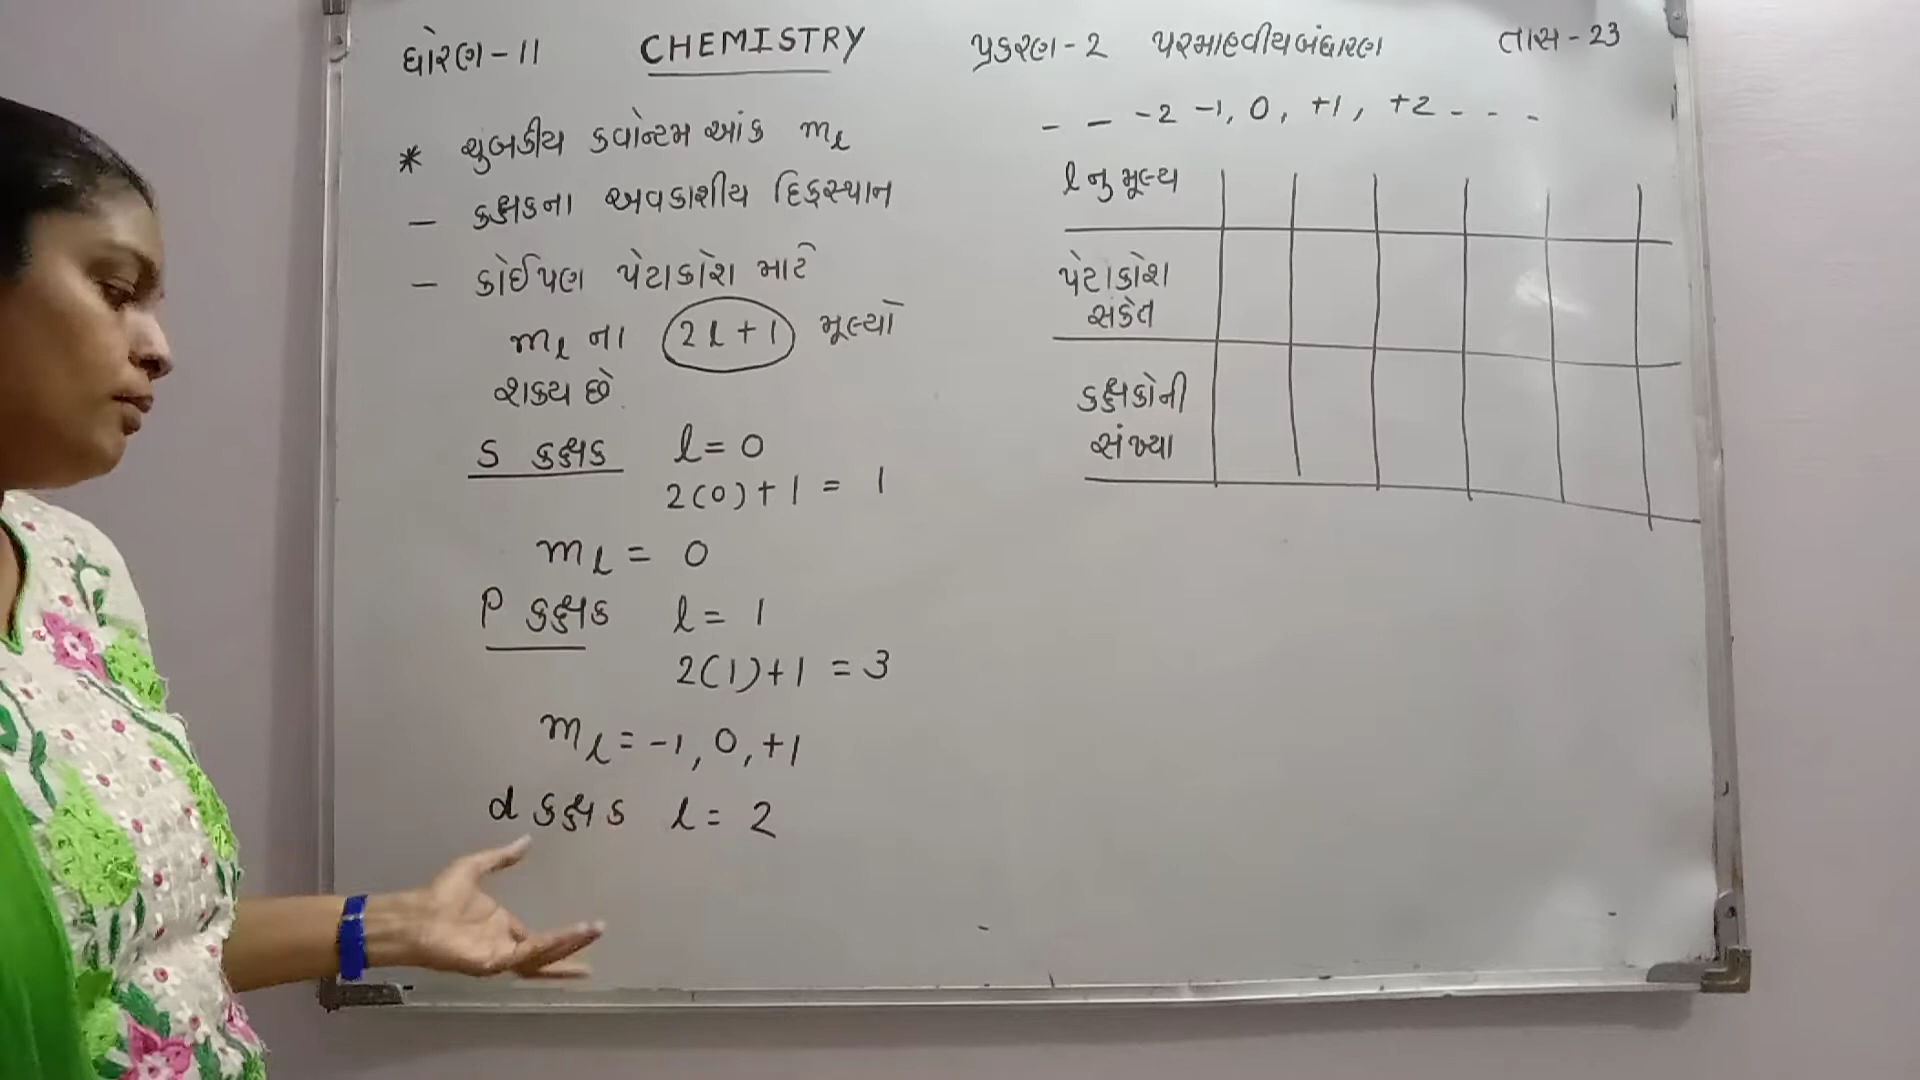 ધોરણ-11 CHEMISTRY પ્રકરણ-2 પરમાણ્વીય બંધારણ તાસ-23
* ચુંબકીય ક્વોન્ટમ આંક mₗ
– કક્ષકના અવકાશીય દિક્સ્થાન
– કોઈપણ પેટાકોશ માટે
mₗ ના 2l+1 મૂલ્યો
શક્ય છે.
S કક્ષક l = 0
2(0)+1 = 1
mₗ = 0
P કક્ષક l = 1
2(1)+1 = 3
mₗ = -1, 0, +1
d કક્ષક l = 2
- - -2 -1, 0, +1, +2 - - -
l નુ મૂલ્ય
પેટાકોશ
સંકેત
કક્ષકોની
સંખ્યા